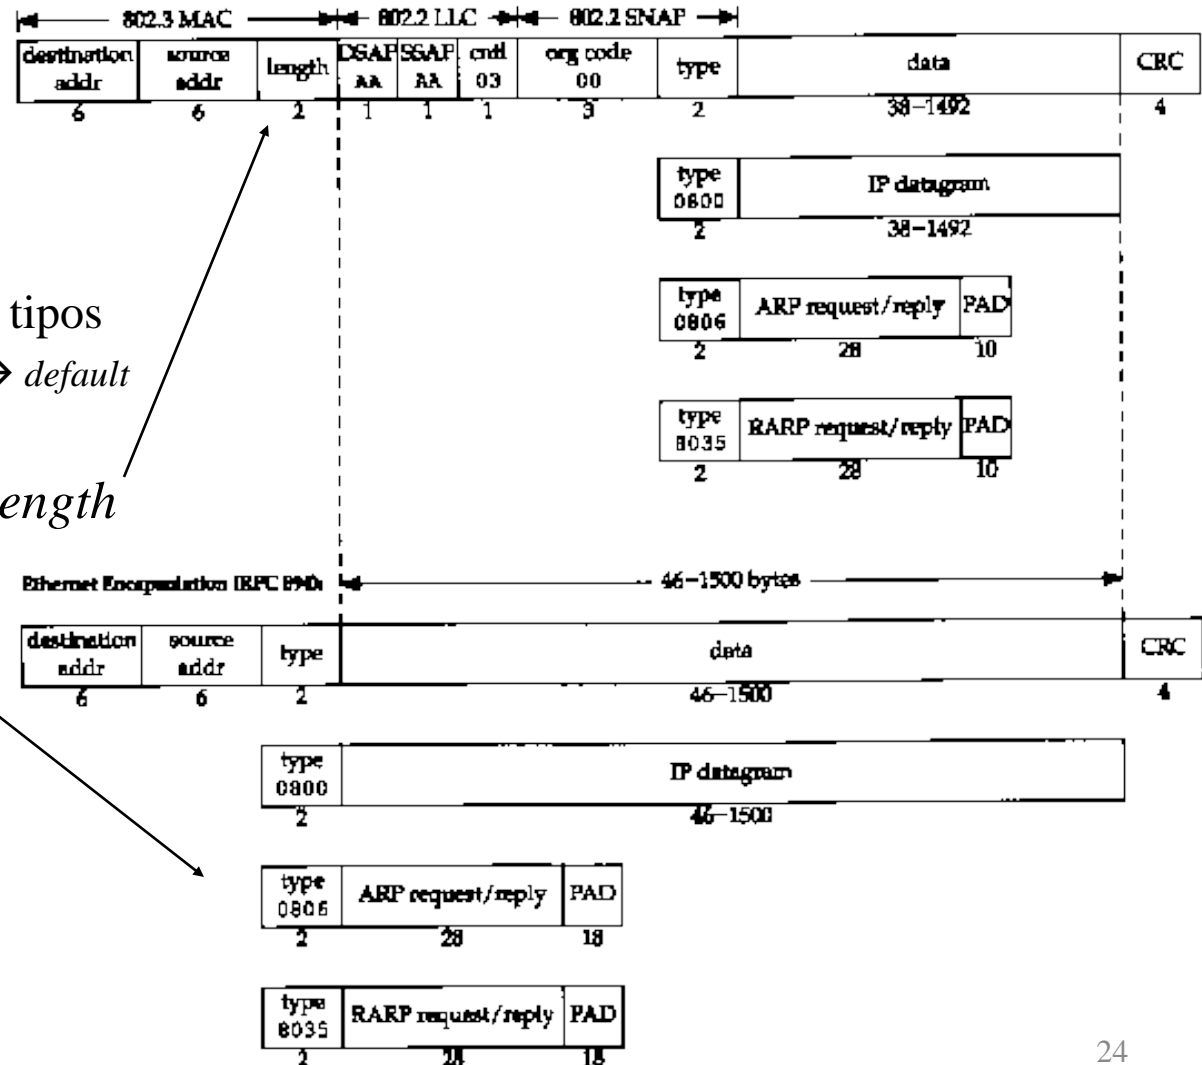 802.3 MAC 802.2 LLC 802.2 SNAP
destination addr source addr length DSAP AA SSAP AA cntl 03 org code 00 type data CRC
6 6 2 1 1 1 3 2 38-1492 4
type 0800 IP datagram
2 38-1492
tipos
type 0806 ARP request/reply PAD
2 28 10
→ default
type 8035 RARP request/reply PAD
2 28 10
ength
Ethernet Encapsulation (RFC 894) 46-1500 bytes
destination addr source addr type data CRC
6 6 2 46-1500 4
type 0800 IP datagram
2 46-1500
type 0806 ARP request/reply PAD
2 28 18
type 8035 RARP request/reply PAD
2 28 18
24